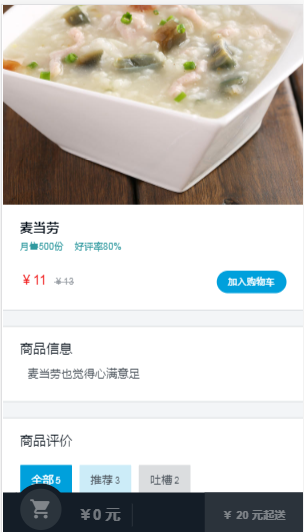 麦当劳
月售500份 好评率80%
￥11 ￥13
加入购物车
商品信息
麦当劳也觉得心满意足
商品评价
全部5 推荐3 吐槽2
￥0 元
￥ 20 元起送